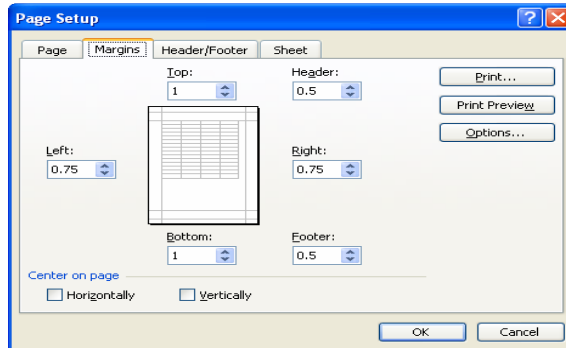 Page Setup
Page Margins Header/Footer Sheet
Top: Header:
1 0.5
Print...
Print Preview
Options...
Left: Right:
0.75 0.75
Bottom: Footer:
1 0.5
Center on page
Horizontally Vertically
OK Cancel